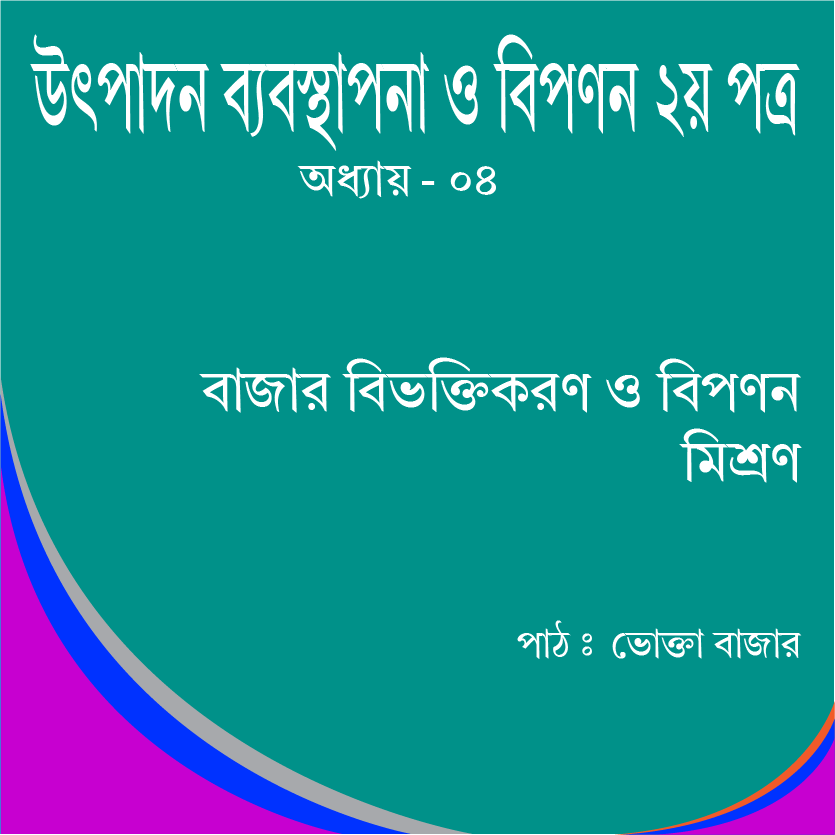 উৎপাদন ব্যবস্থাপনা ও বিপণন ২য় পত্র
অধ্যায় - ০৪
বাজার বিভক্তিকরণ ও বিপণন
মিশ্রণ
পাঠ ঃ ভোক্তা বাজার